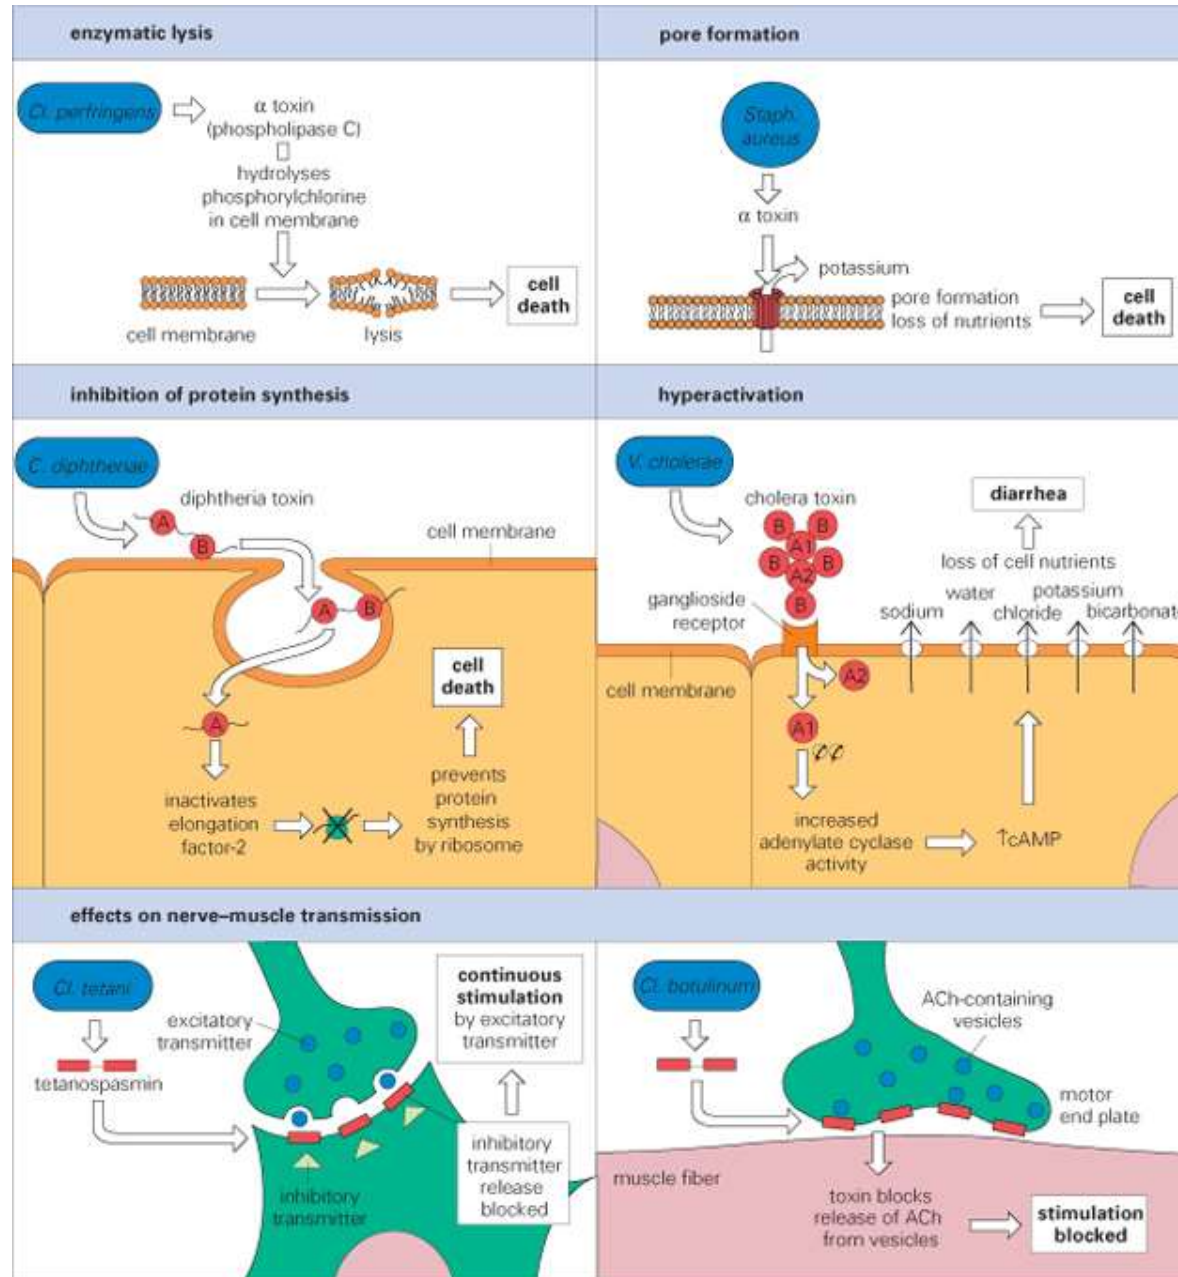 enzymatic lysis
Cl. perfringens
α toxin
(phospholipase C)
hydrolyses
phosphorylchlorine
in cell membrane
cell membrane
lysis
cell
death
pore formation
Staph.
aureus
α toxin
potassium
pore formation
loss of nutrients
cell
death
inhibition of protein synthesis
C. diphtheriae
diphtheria toxin
A
B
cell membrane
A
B
A
inactivates
elongation
factor-2
prevents
protein
synthesis
by ribosome
cell
death
hyperactivation
V. cholerae
cholera toxin
B
B
A1
B
B
A2
B
ganglioside
receptor
cell membrane
A2
A1
increased
adenylate cyclase
activity
↑cAMP
sodium
water
chloride
potassium
bicarbonate
loss of cell nutrients
diarrhea
effects on nerve–muscle transmission
Cl. tetani
tetanospasmin
excitatory
transmitter
inhibitory
transmitter
inhibitory
transmitter
release
blocked
continuous
stimulation
by excitatory
transmitter
Cl. botulinum
ACh-containing
vesicles
motor
end plate
muscle fiber
toxin blocks
release of ACh
from vesicles
stimulation
blocked